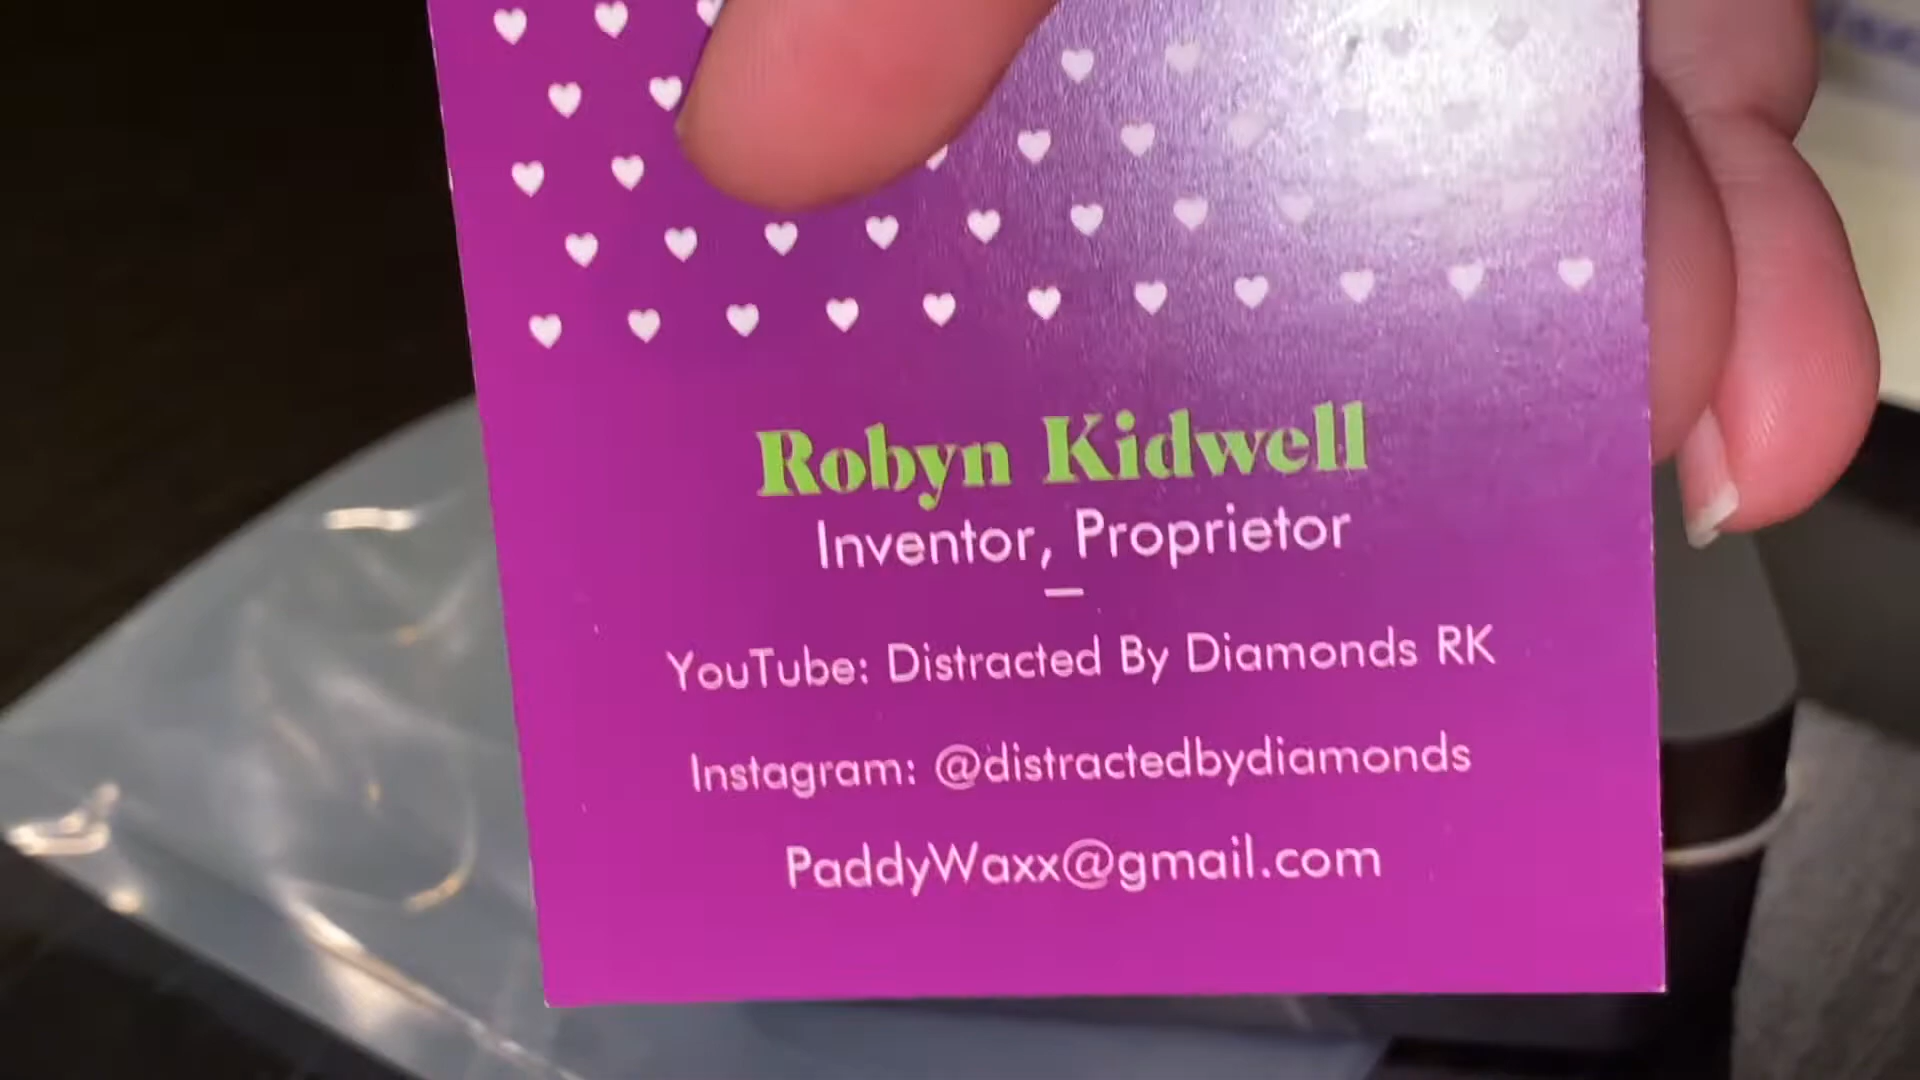 Robyn Kidwell
Inventor, Proprietor
—
YouTube: Distracted By Diamonds RK
Instagram: @distractedbydiamonds
PaddyWaxx@gmail.com